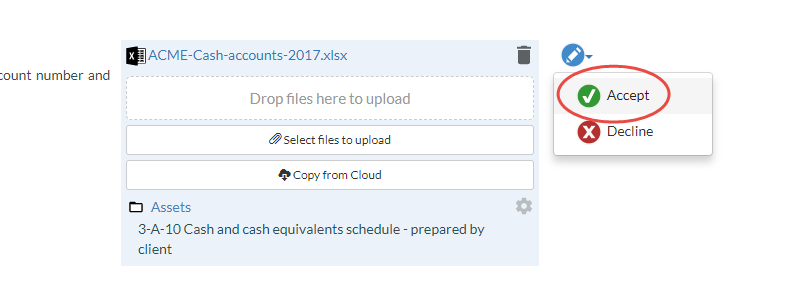 ACME-Cash-accounts-2017.xlsx
count number and
Drop files here to upload
Select files to upload
Copy from Cloud
Assets
3-A-10 Cash and cash equivalents schedule - prepared by
client
Accept
Decline